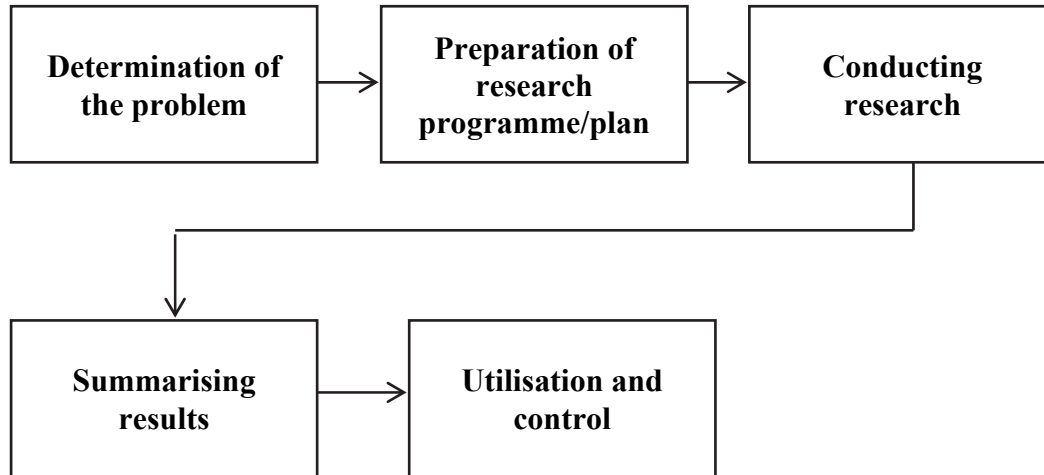 Determination of
the problem
Preparation of
research
programme/plan
Conducting
research
Summarising
results
Utilisation and
control